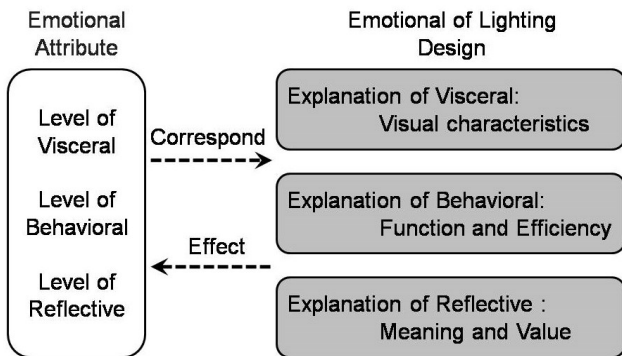 Emotional
Attribute
Level of
Visceral
Level of
Behavioral
Level of
Reflective
Correspond
Effect
Emotional of Lighting
Design
Explanation of Visceral:
Visual characteristics
Explanation of Behavioral:
Function and Efficiency
Explanation of Reflective :
Meaning and Value